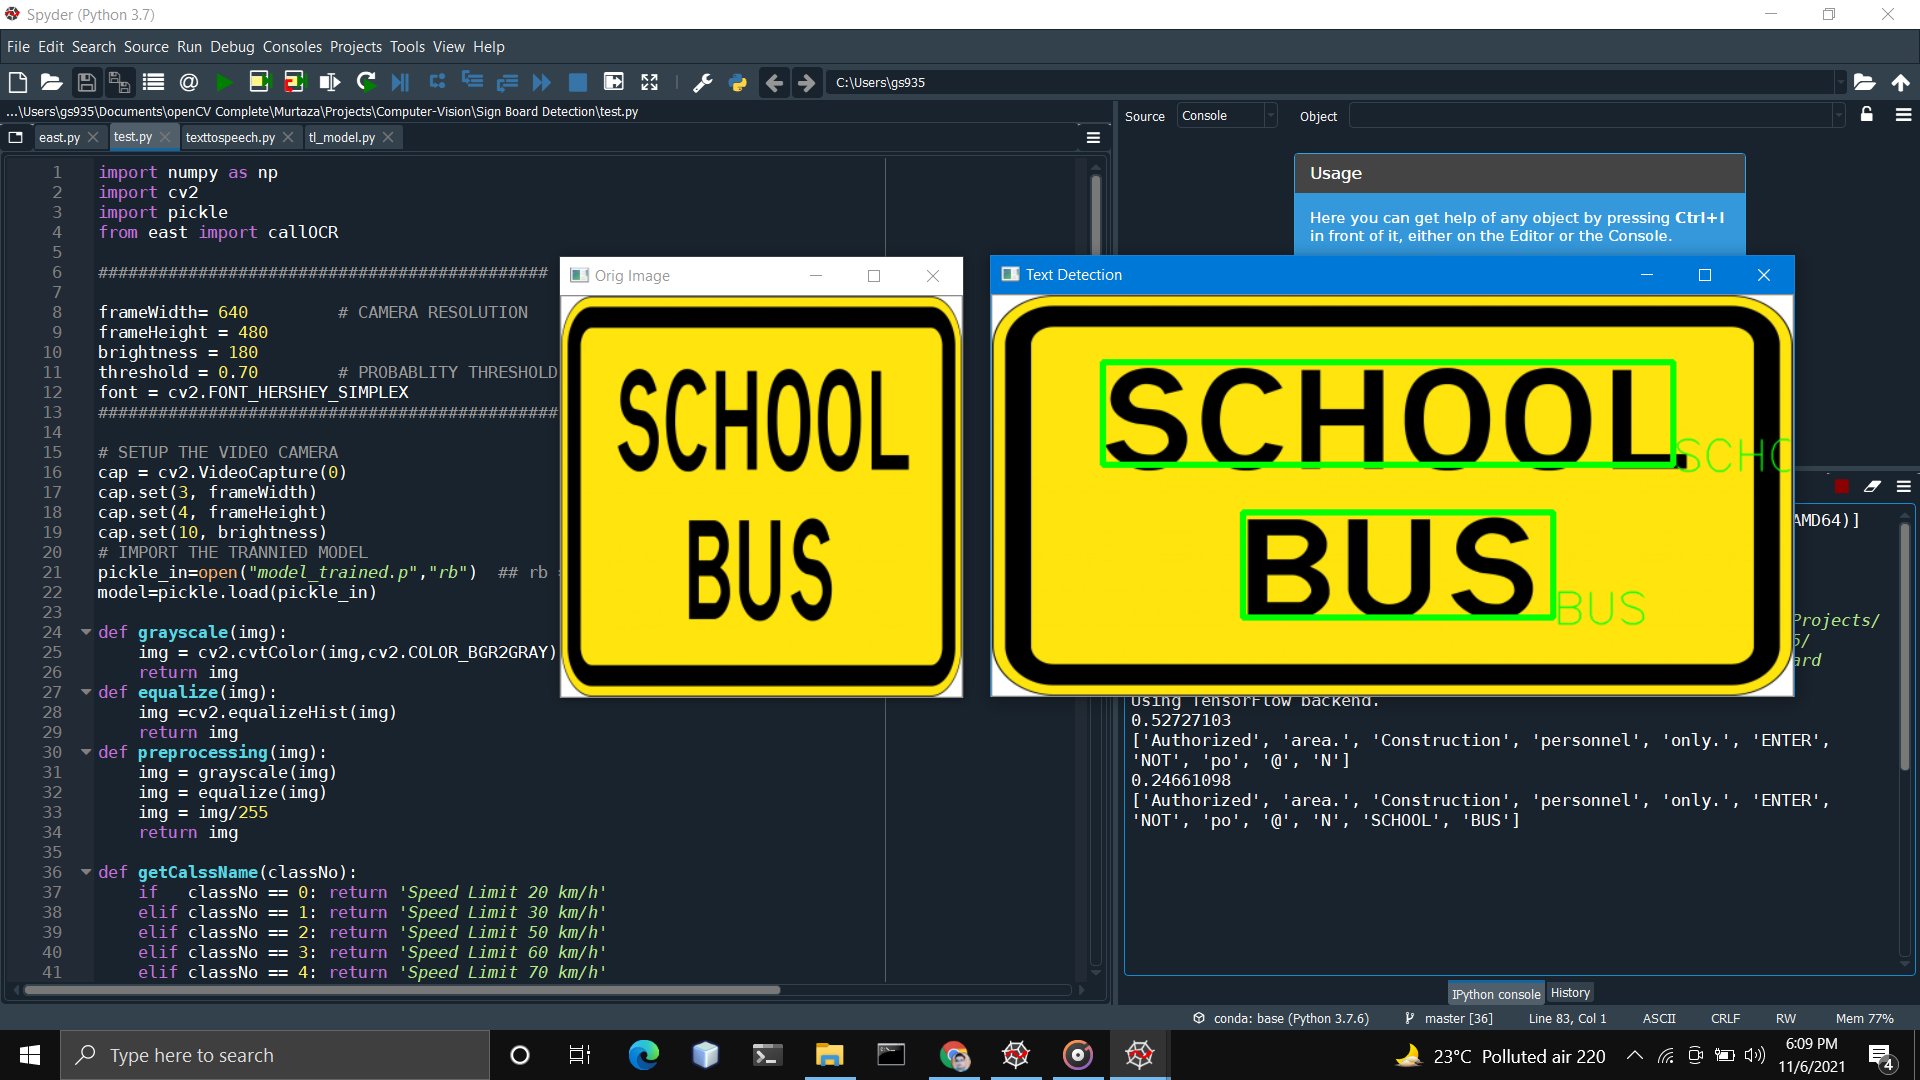 Spyder (Python 3.7)
File Edit Search Source Run Debug Consoles Projects Tools View Help
C:\Users\gs935
...\Users\gs935\Documents\openCV Complete\Murtaza\Projects\Computer-Vision\Sign Board Detection\test.py
east.py test.py texttospeech.py tl_model.py
1 import numpy as np
2 import cv2
3 import pickle
4 from east import callOCR
5
6 #############################################
7
8 frameWidth= 640 # CAMERA RESOLUTION
9 frameHeight = 480
10 brightness = 180
11 threshold = 0.70 # PROBABLITY THRESHOLD
12 font = cv2.FONT_HERSHEY_SIMPLEX
13 ##############################################
14
15 # SETUP THE VIDEO CAMERA
16 cap = cv2.VideoCapture(0)
17 cap.set(3, frameWidth)
18 cap.set(4, frameHeight)
19 cap.set(10, brightness)
20 # IMPORT THE TRANNIED MODEL
21 pickle_in=open("model_trained.p","rb") ## rb
22 model=pickle.load(pickle_in)
23
24 def grayscale(img):
25 img = cv2.cvtColor(img,cv2.COLOR_BGR2GRAY)
26 return img
27 def equalize(img):
28 img =cv2.equalizeHist(img)
29 return img
30 def preprocessing(img):
31 img = grayscale(img)
32 img = equalize(img)
33 img = img/255
34 return img
35
36 def getCalssName(classNo):
37 if classNo == 0: return 'Speed Limit 20 km/h'
38 elif classNo == 1: return 'Speed Limit 30 km/h'
39 elif classNo == 2: return 'Speed Limit 50 km/h'
40 elif classNo == 3: return 'Speed Limit 60 km/h'
41 elif classNo == 4: return 'Speed Limit 70 km/h'
Orig Image
SCHOOL
BUS
Text Detection
SCHOOL
SCHO
BUS
BUS
Source Console Object
Usage
Here you can get help of any object by pressing Ctrl+I
in front of it, either on the Editor or the Console.
AMD64)]
Projects/
ard
Using TensorFlow backend.
0.52727103
['Authorized', 'area.', 'Construction', 'personnel', 'only.', 'ENTER',
'NOT', 'po', '@', 'N']
0.24661098
['Authorized', 'area.', 'Construction', 'personnel', 'only.', 'ENTER',
'NOT', 'po', '@', 'N', 'SCHOOL', 'BUS']
IPython console History
conda: base (Python 3.7.6) master [36] Line 83, Col 1 ASCII CRLF RW Mem 77%
Type here to search
23°C Polluted air 220
6:09 PM
11/6/2021
4